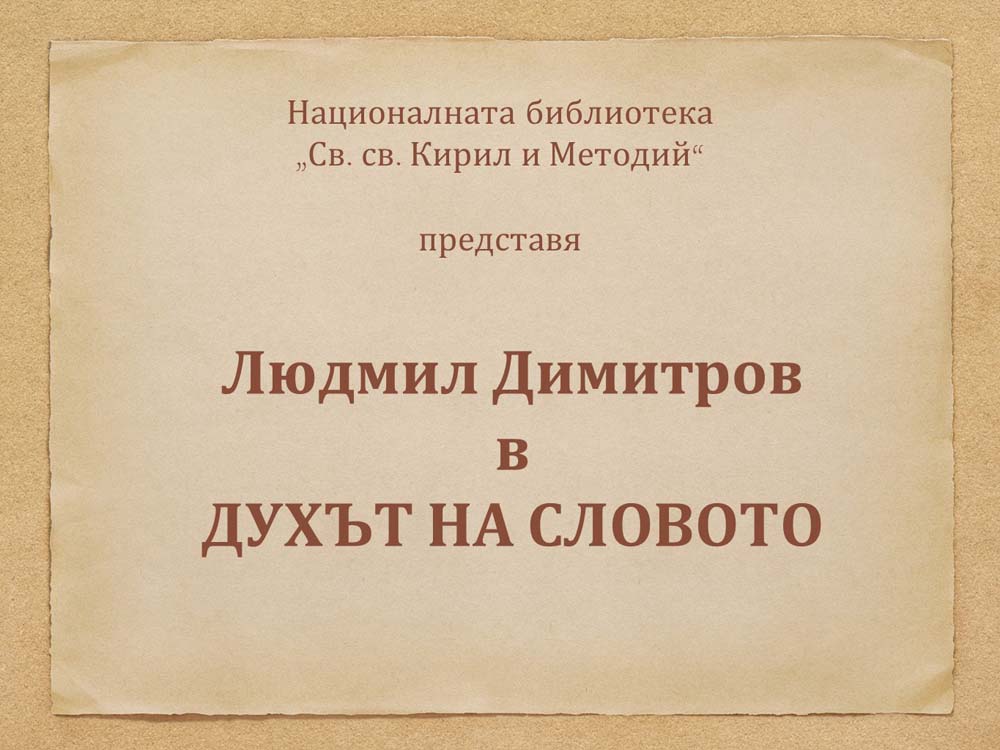 Националната библиотека
„Св. св. Кирил и Методий“
представя
Людмил Димитров
в
ДУХЪТ НА СЛОВОТО